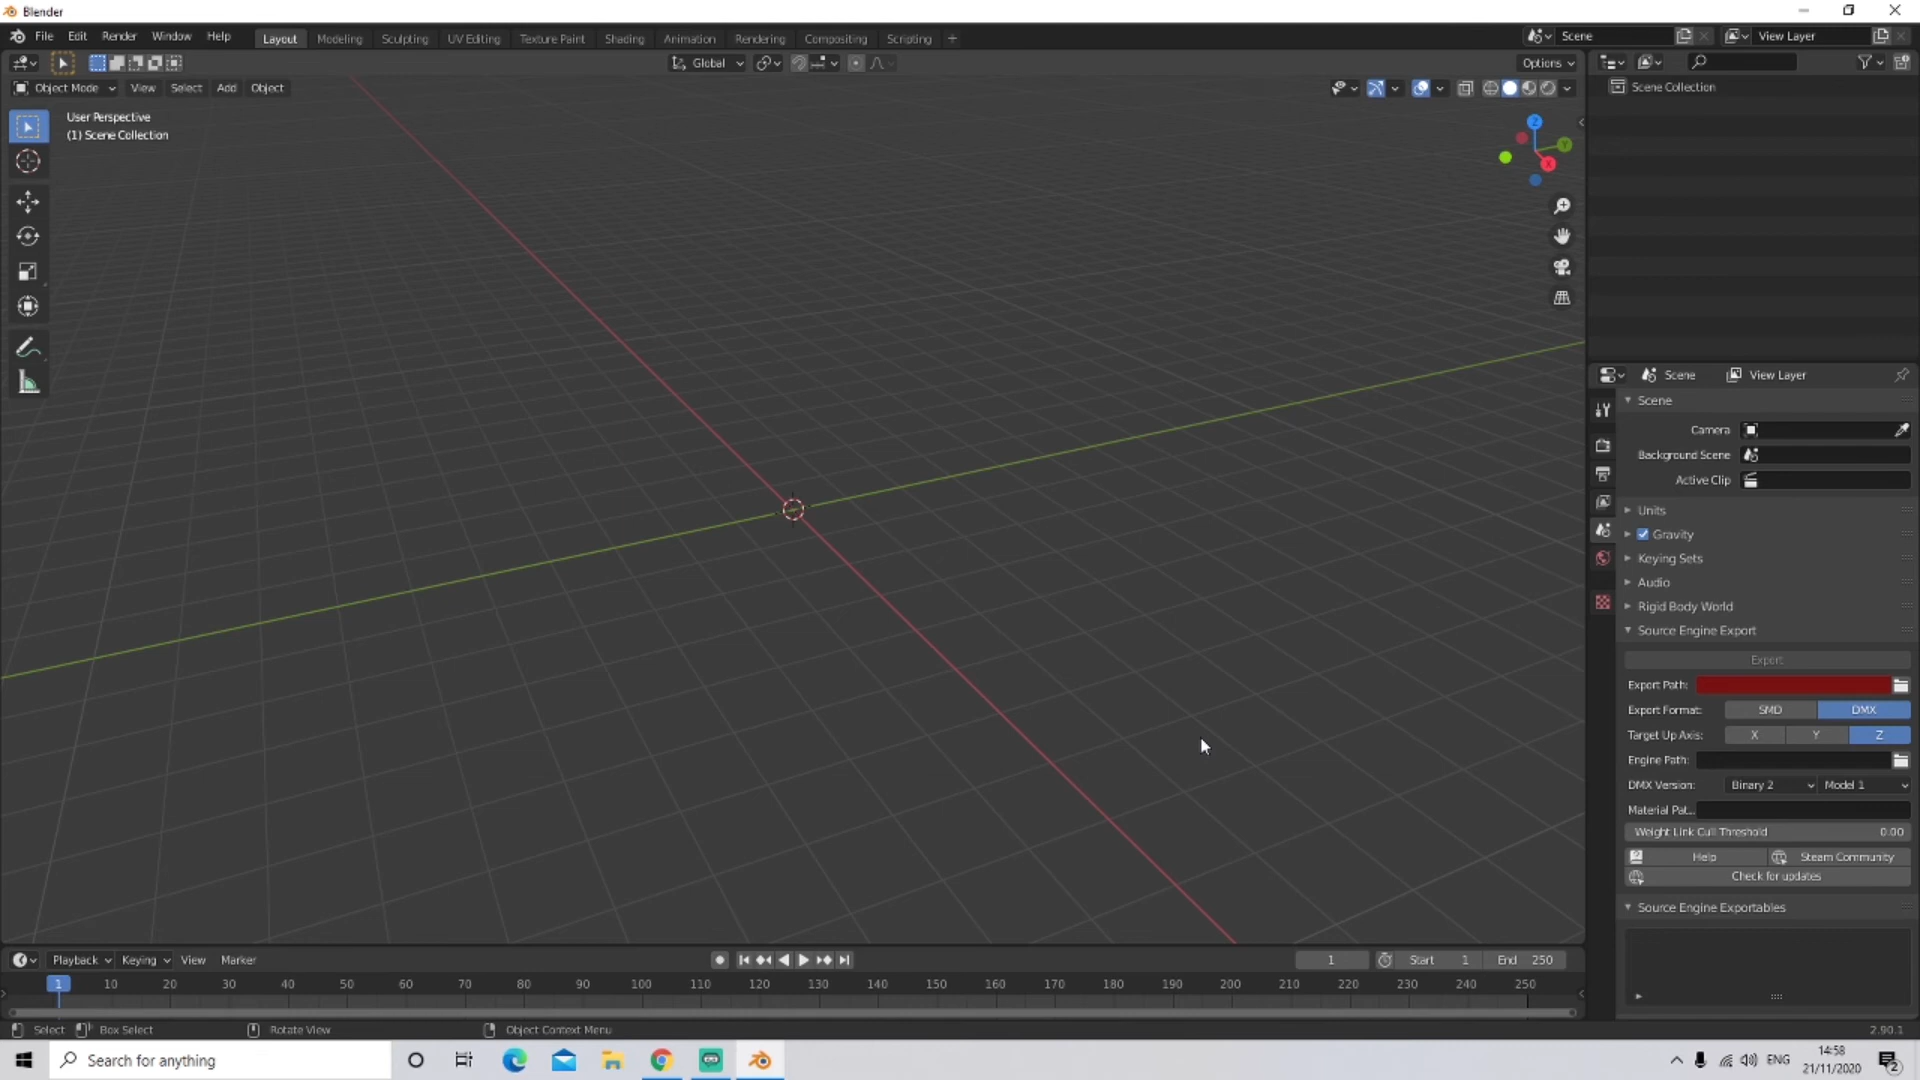 Blender
File Edit Render Window Help
Layout Modeling Sculpting UV Editing Texture Paint Shading Animation Rendering Compositing Scripting +
Scene
View Layer
Global
Options
Object Mode View Select Add Object
User Perspective
(1) Scene Collection
Z
Y
X
Scene Collection
Scene View Layer
Scene
Camera
Background Scene
Active Clip
Units
Gravity
Keying Sets
Audio
Rigid Body World
Source Engine Export
Export
Export Path:
Export Format: SMD DMX
Target Up Axis: X Y Z
Engine Path:
DMX Version: Binary 2 Model 1
Material Pat...
Weight Link Cull Threshold 0.00
Help Steam Community
Check for updates
Source Engine Exportables
Playback Keying View Marker
1 Start 1 End 250
1 10 20 30 40 50 60 70 80 90 100 110 120 130 140 150 160 170 180 190 200 210 220 230 240 250
Select Box Select Rotate View Object Context Menu 2.90.1
Search for anything
ENG
14:58
21/11/2020
2